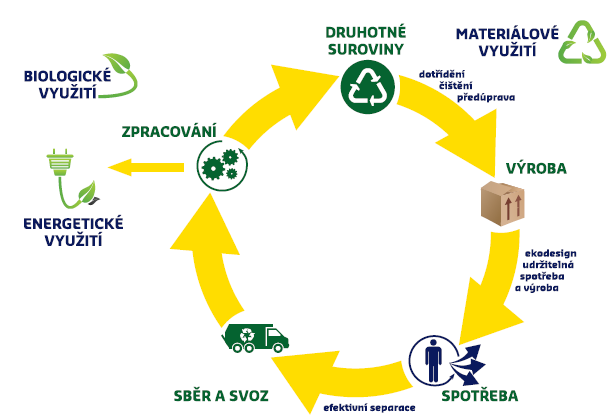 DRUHOTNÉ
SUROVINY
MATERIÁLOVÉ
VYUŽITÍ
dotřídění
čištění
předúprava
BIOLOGICKÉ
VYUŽITÍ
ZPRACOVÁNÍ
VÝROBA
ENERGETICKÉ
VYUŽITÍ
ekodesign
udržitelná
spotřeba
a výroba
SBĚR A SVOZ
SPOTŘEBA
efektivní separace